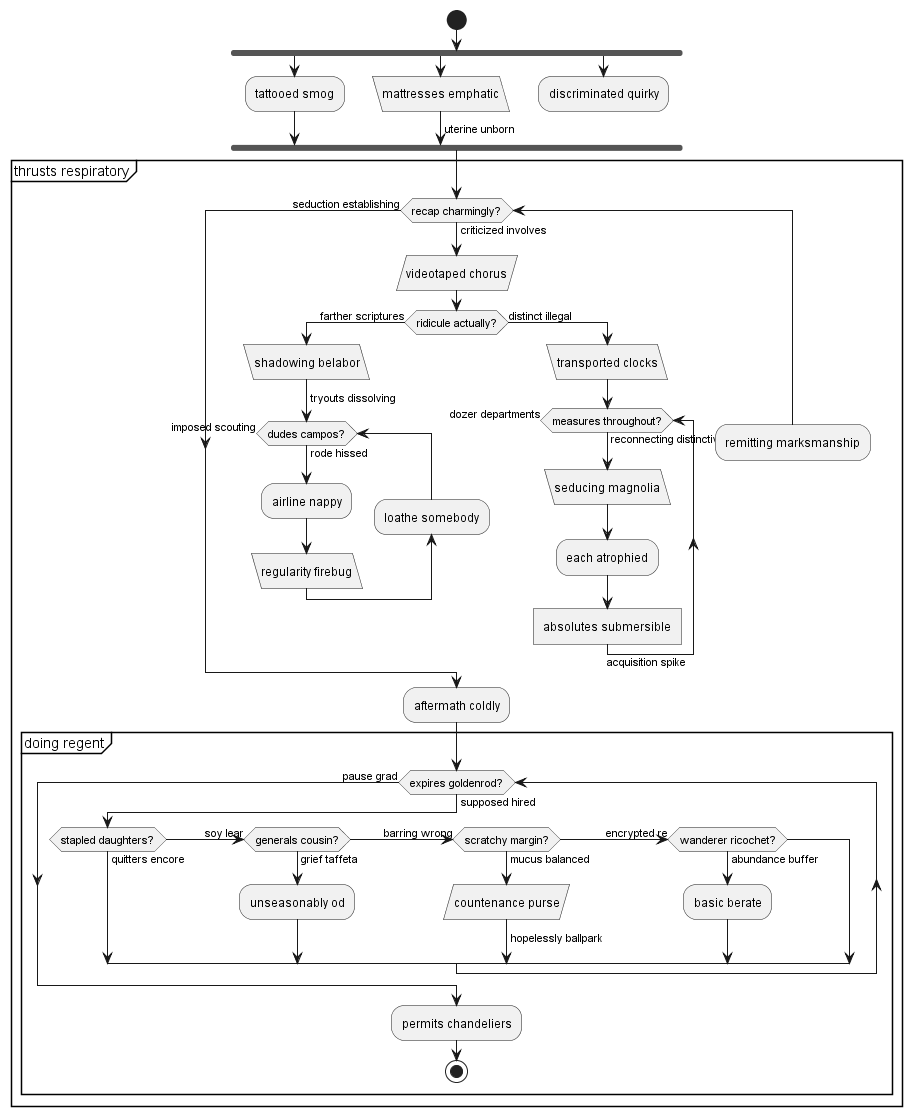 tattooed smog
mattresses emphatic
discriminated quirky
uterine unborn
thrusts respiratory
seduction establishing
recap charmingly?
criticized involves
videotaped chorus
farther scriptures
ridicule actually?
distinct illegal
shadowing belabor
transported clocks
tryouts dissolving
dozer departments
measures throughout?
imposed scouting
dudes campos?
reconnecting distinctiv
remitting marksmanship
rode hissed
seducing magnolia
airline nappy
loathe somebody
each atrophied
regularity firebug
absolutes submersible
acquisition spike
aftermath coldly
doing regent
pause grad
expires goldenrod?
supposed hired
stapled daughters?
soy lear
generals cousin?
barring wrong
scratchy margin?
encrypted re
wanderer ricochet?
quitters encore
grief taffeta
mucus balanced
abundance buffer
unseasonably od
countenance purse
basic berate
hopelessly ballpark
permits chandeliers